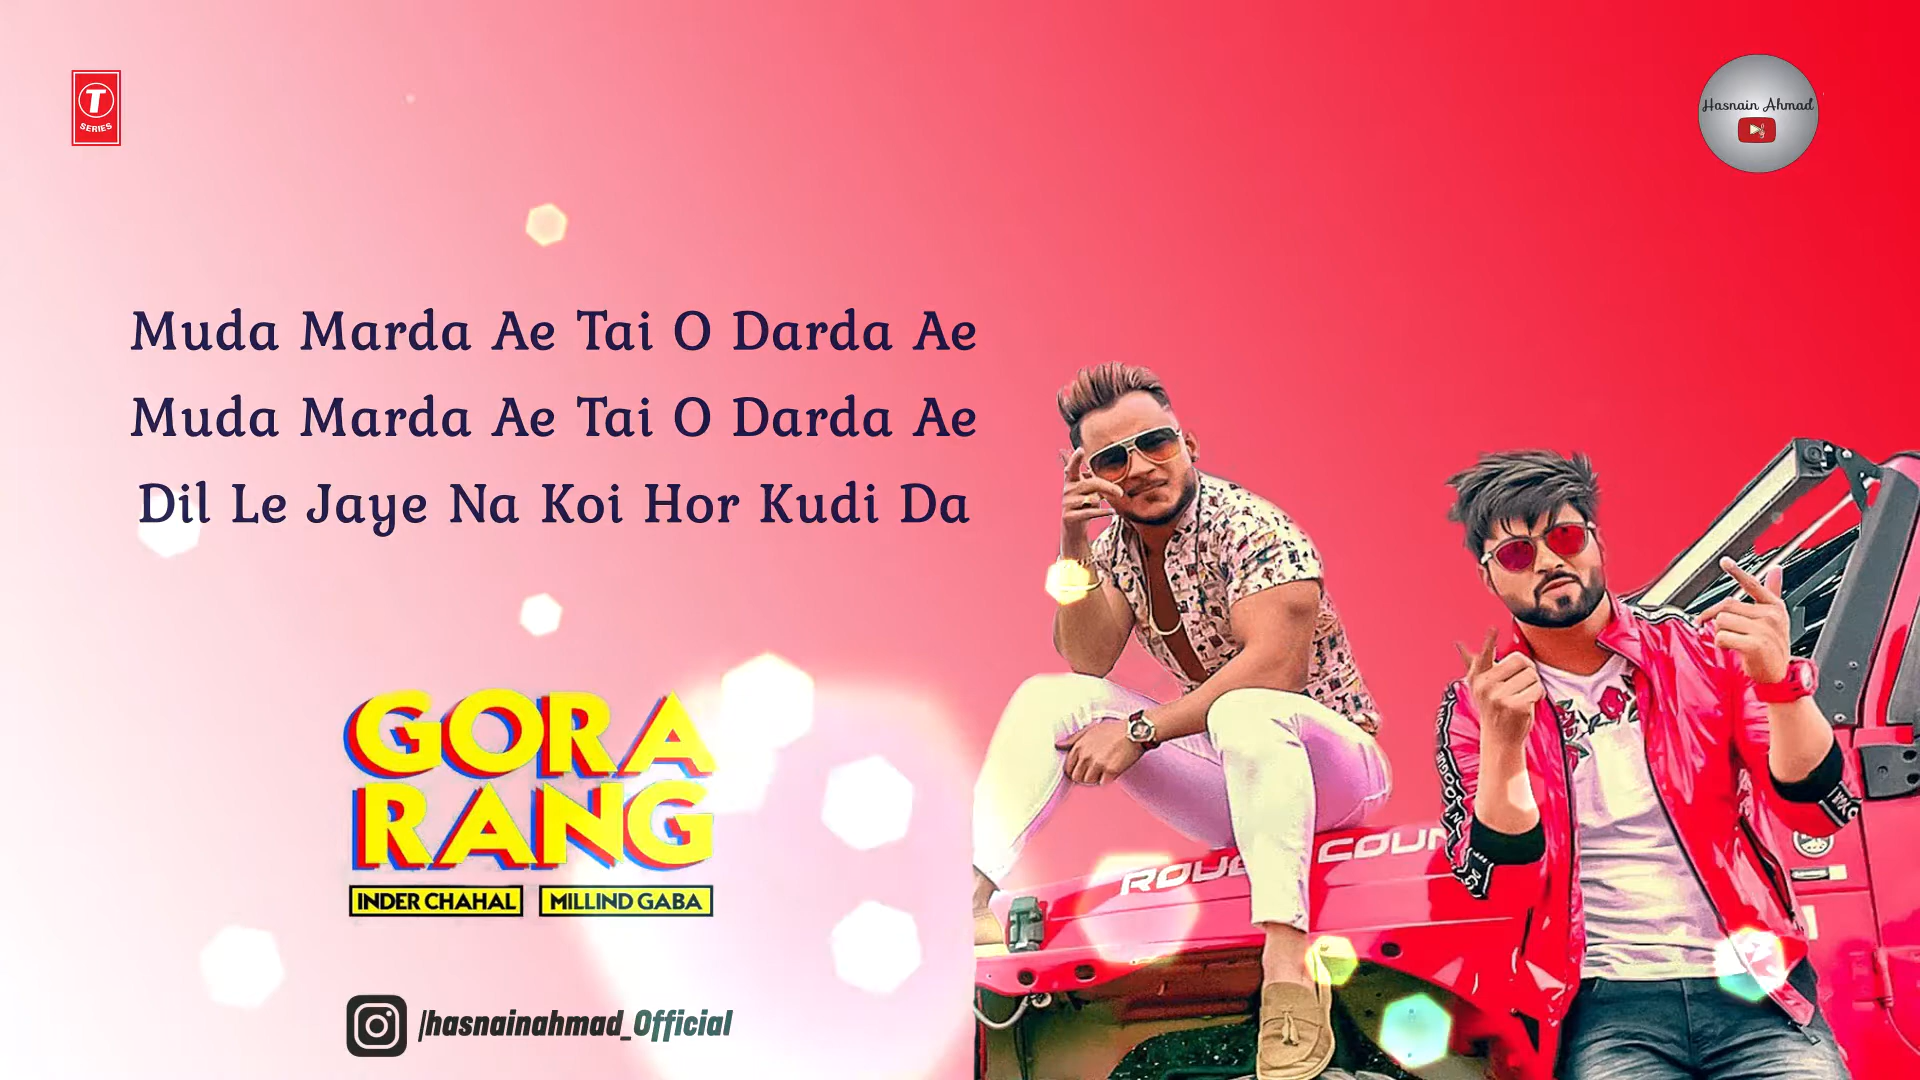 T
SERIES
Hasnain Ahmad
Muda Marda Ae Tai O Darda Ae
Muda Marda Ae Tai O Darda Ae
Dil Le Jaye Na Koi Hor Kudi Da
GORA
RANG
INDER CHAHAL MILLIND GABA
/hasnainahmad_Official